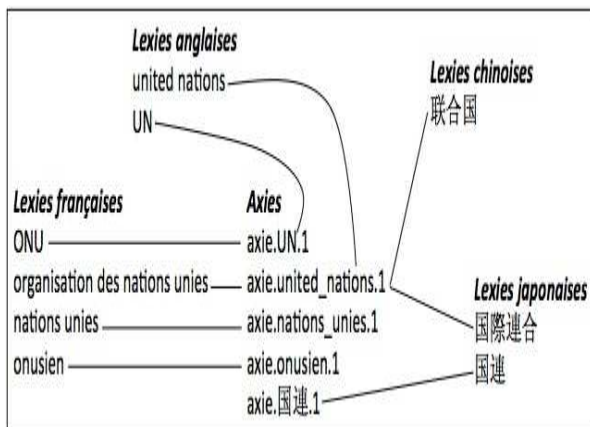 Lexies anglaises
united nations
UN
Lexies chinoises
联合国
Lexies françaises
ONU
organisation des nations unies
nations unies
onusien
Axies
axie.UN.1
axie.united_nations.1
axie.nations_unies.1
axie.onusien.1
axie.国連.1
Lexies japonaises
国際連合
国連